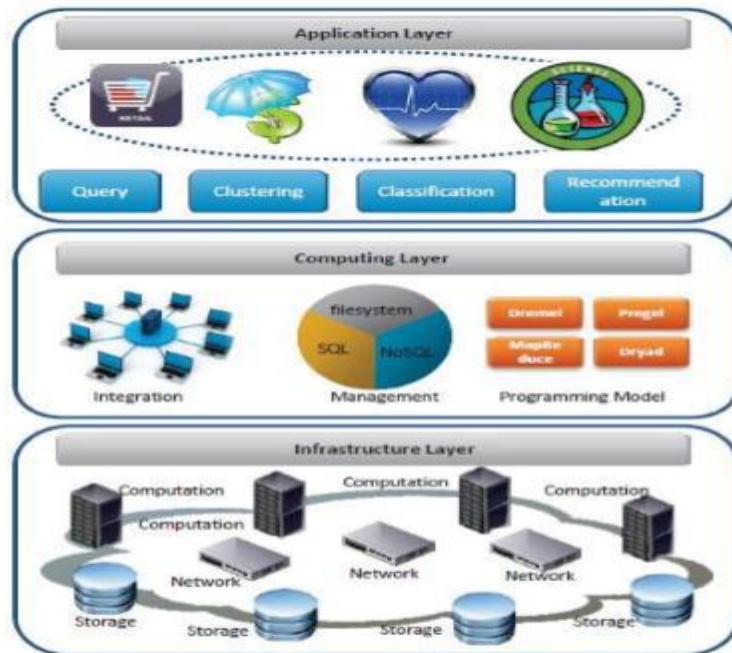 Application Layer
RETAIL
SCIENCE
Query
Clustering
Classification
Recommend
ation
Computing Layer
filesystem
SQL
NoSQL
Dremel
Pregel
MapRe
duce
Dryad
Integration
Management
Programming Model
Infrastructure Layer
Computation
Computation
Computation
Computation
Network
Network
Network
Storage
Storage
Storage
Storage